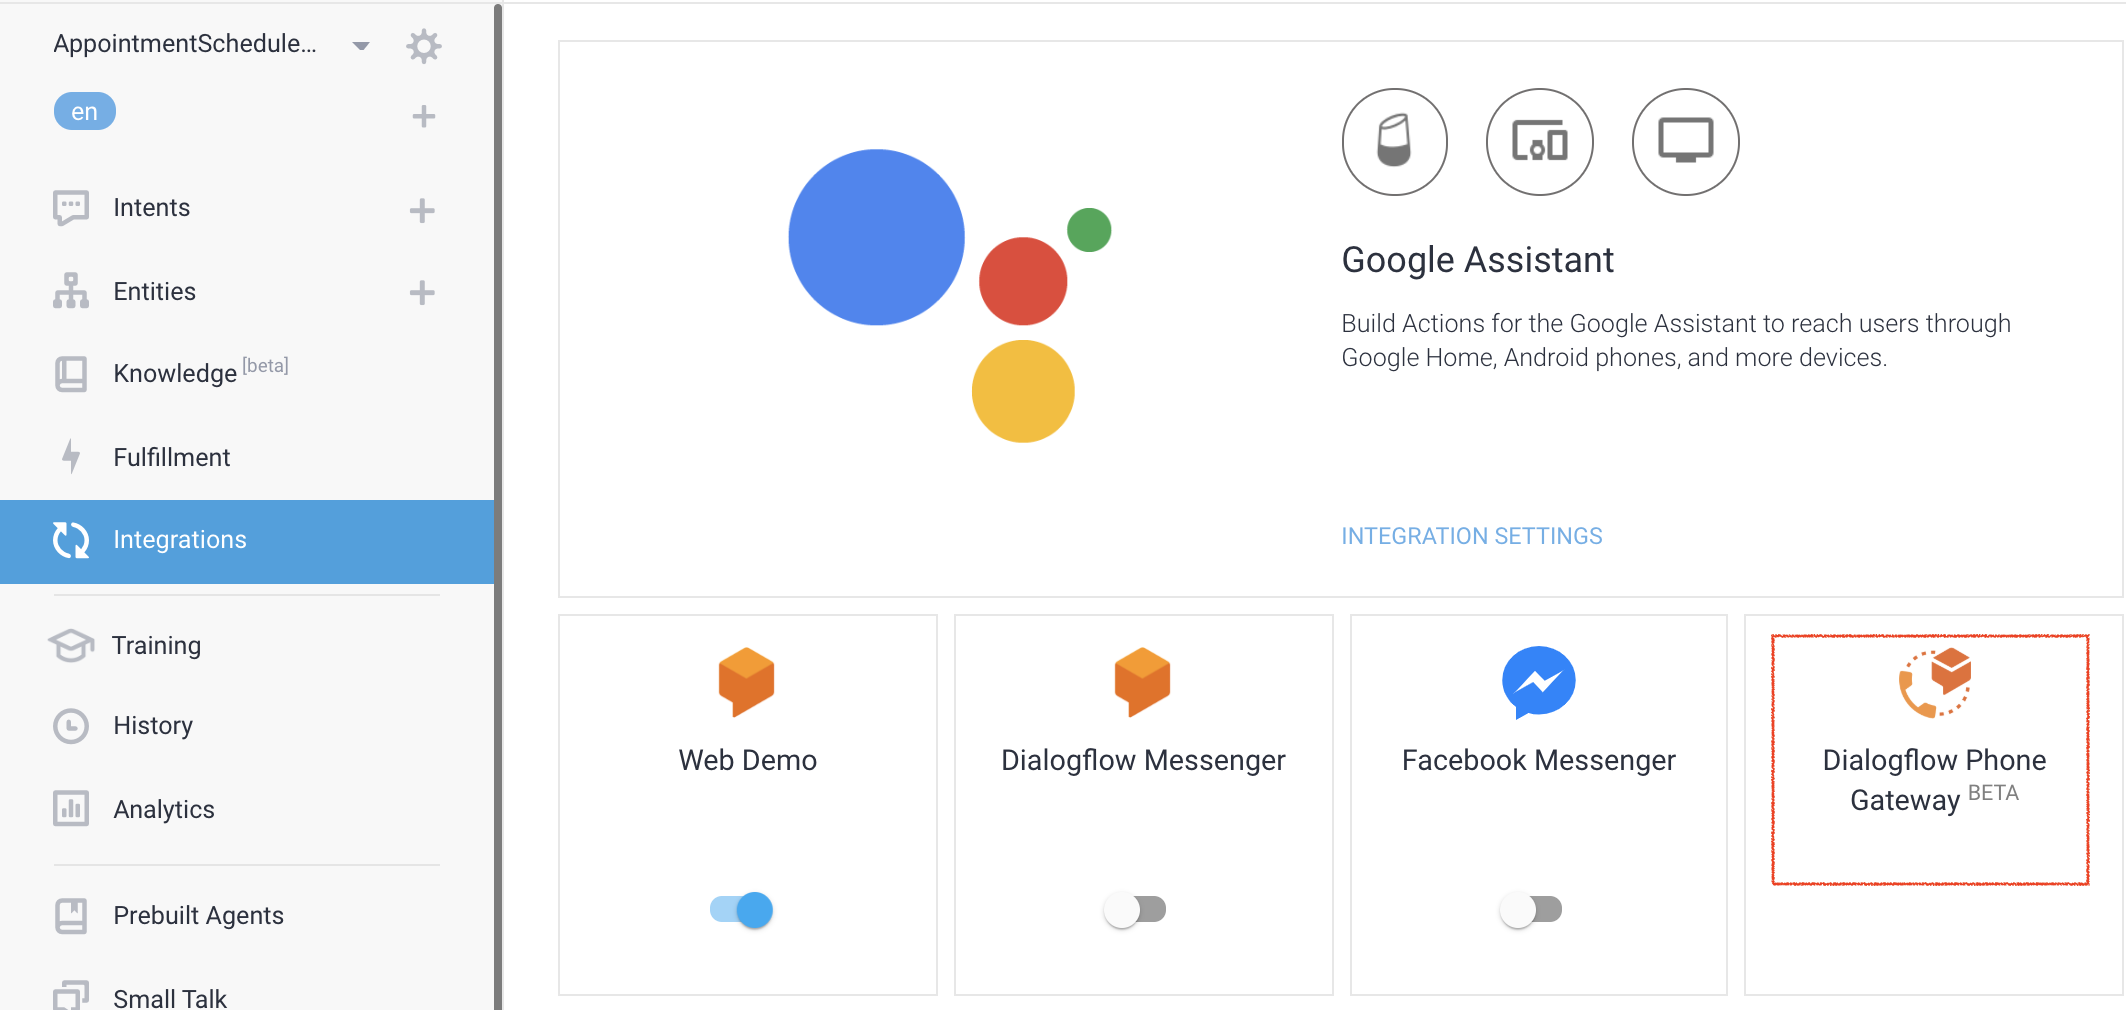 AppointmentSchedule...
en
Intents
Entities
Knowledge [beta]
Fulfillment
Integrations
Training
History
Analytics
Prebuilt Agents
Small Talk
Google Assistant
Build Actions for the Google Assistant to reach users through
Google Home, Android phones, and more devices.
INTEGRATION SETTINGS
Web Demo
Dialogflow Messenger
Facebook Messenger
Dialogflow Phone
Gateway BETA